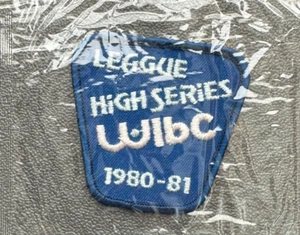 LEAGUE
HiGH SERIES
WIbC
1980-81